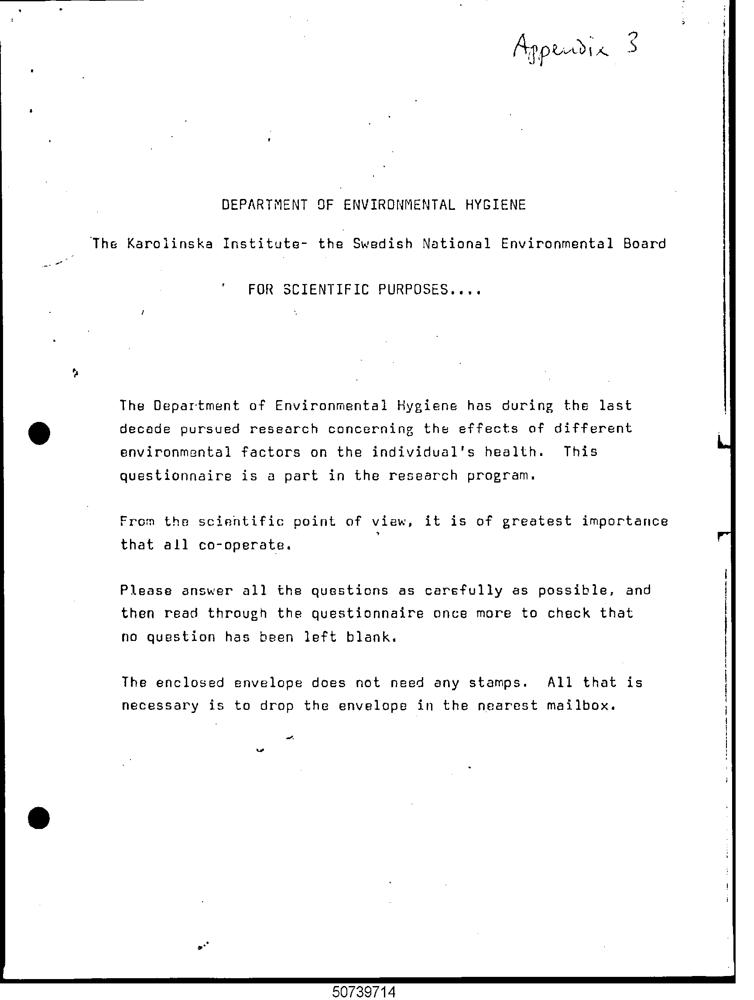 Appendix 3
DEPARTMENT OF ENVIRONMENTAL HYGIENE
The Karolinska Institute- the Swedish National Environmental Board
FOR SCIENTIFIC PURPOSES....
The Department of Environmental Hygiene has during the last
decade pursued research concerning the effects of different
environmental factors on the individual's health. This
questionnaire is a part in the research program.
From the scientific point of view, it is of greatest importance
that all co-operate.
Please answer all the questions as carefully as possible, and
then read through the questionnaire once more to check that
no question has been left blank.
The enclosed envelope does not need any stamps. All that is
necessary is to drop the envelope in the nearest mailbox.
50739714